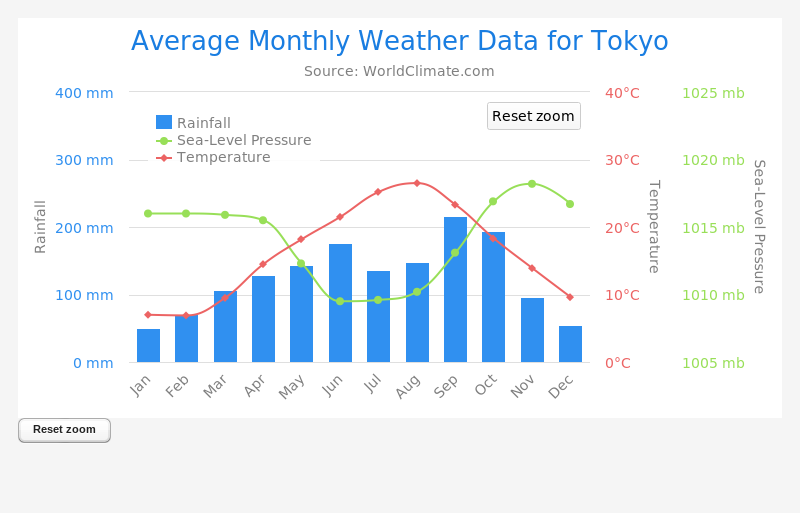 Average Monthly Weather Data for Tokyo
Source: WorldClimate.com
400 mm
300 mm
200 mm
100 mm
0 mm
Rainfall
Rainfall
Sea-Level Pressure
Temperature
Reset zoom
40°C
30°C
20°C
10°C
0°C
Temperature
1025 mb
1020 mb
1015 mb
1010 mb
1005 mb
Sea-Level Pressure
Jan
Feb
Mar
Apr
May
Jun
Jul
Aug
Sep
Oct
Nov
Dec
Reset zoom